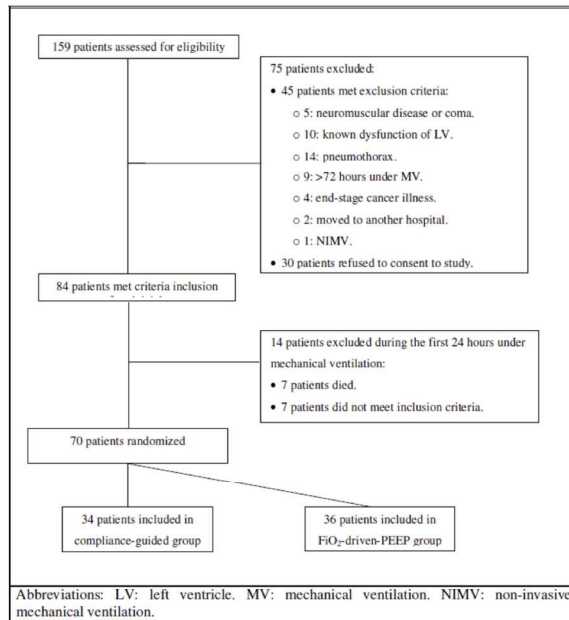 159 patients assessed for eligibility
75 patients excluded:
• 45 patients met exclusion criteria:
o 5: neuromuscular disease or coma.
o 10: known dysfunction of LV.
o 14: pneumothorax.
o 9: >72 hours under MV.
o 4: end-stage cancer illness.
o 2: moved to another hospital.
o 1: NIMV.
• 30 patients refused to consent to study.
84 patients met criteria inclusion
14 patients excluded during the first 24 hours under
mechanical ventilation:
• 7 patients died.
• 7 patients did not meet inclusion criteria.
70 patients randomized
34 patients included in
compliance-guided group
36 patients included in
FiO₂-driven-PEEP group
Abbreviations: LV: left ventricle. MV: mechanical ventilation. NIMV: non-invasive
mechanical ventilation.